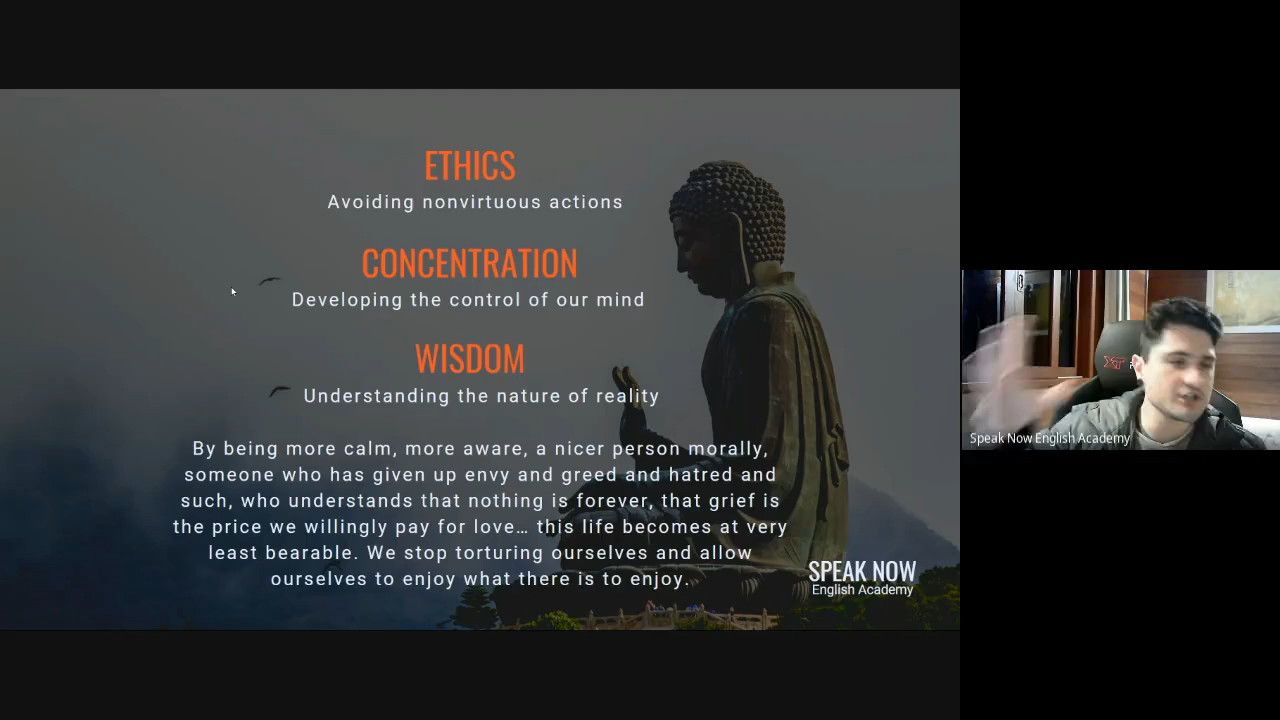 ETHICS
Avoiding nonvirtuous actions
CONCENTRATION
Developing the control of our mind
WISDOM
Understanding the nature of reality
By being more calm, more aware, a nicer person morally,
someone who has given up envy and greed and hatred and
such, who understands that nothing is forever, that grief is
the price we willingly pay for love… this life becomes at very
least bearable. We stop torturing ourselves and allow
ourselves to enjoy what there is to enjoy.
SPEAK NOW
English Academy
Speak Now English Academy